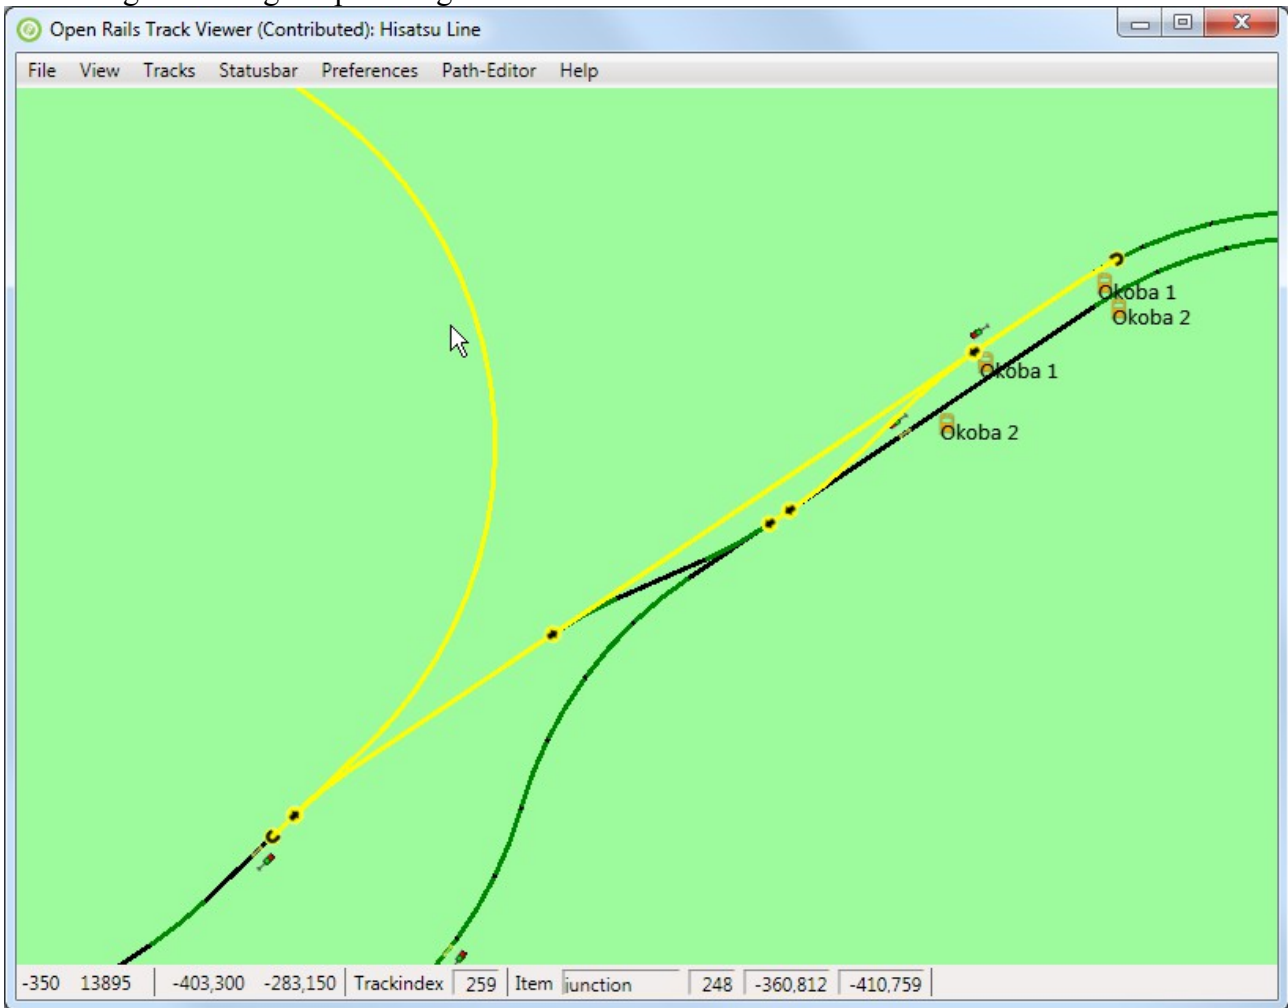 Open Rails Track Viewer (Contributed): Hisatsu Line
File View Tracks Statusbar Preferences Path-Editor Help
Okoba 1
Okoba 2
Okoba 1
Okoba 2
-350 13895 -403,300 -283,150 Trackindex 259 Item junction 248 -360,812 -410,759